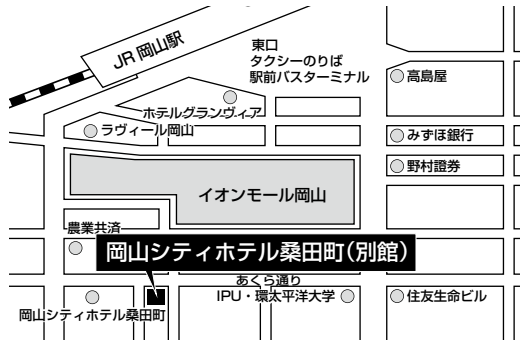 JR 岡山駅
東口
タクシーのりば
駅前バスターミナル
高島屋
ホテルグランヴィア
ラヴィール岡山
みずほ銀行
野村證券
イオンモール岡山
農業共済
岡山シティホテル桑田町(別館)
あくら通り
IPU・環太平洋大学
住友生命ビル
岡山シティホテル桑田町